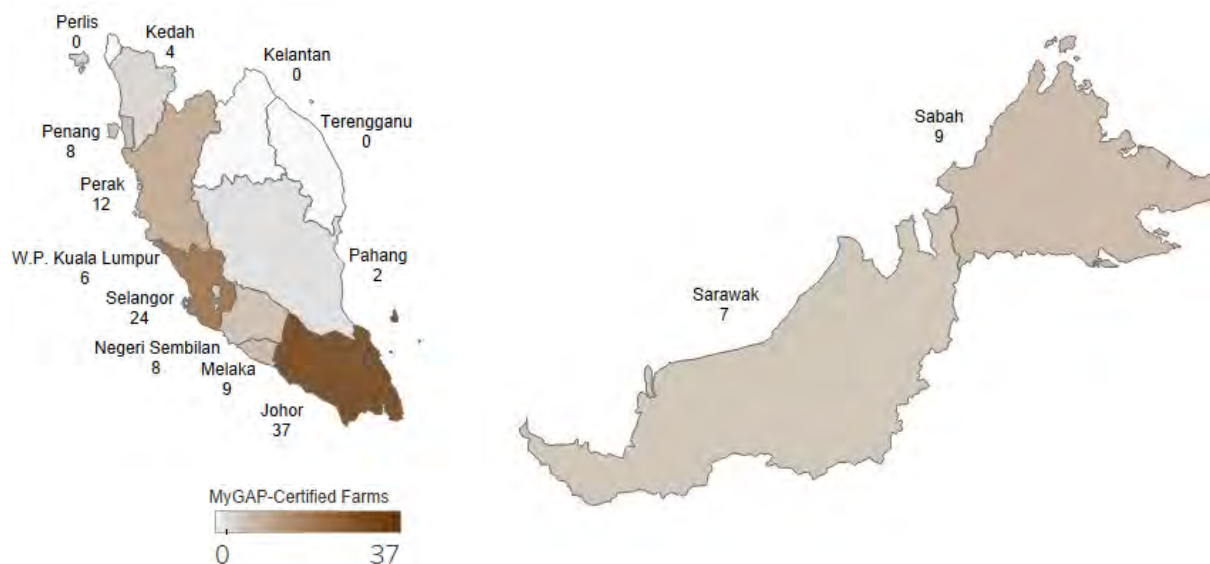 Perlis
0
Kedah
4
Kelantan
0
Terengganu
0
Penang
8
Perak
12
W.P. Kuala Lumpur
6
Pahang
2
Selangor
24
Negeri Sembilan
8
Melaka
9
Johor
37
Sabah
9
Sarawak
7
MyGAP-Certified Farms
0 37